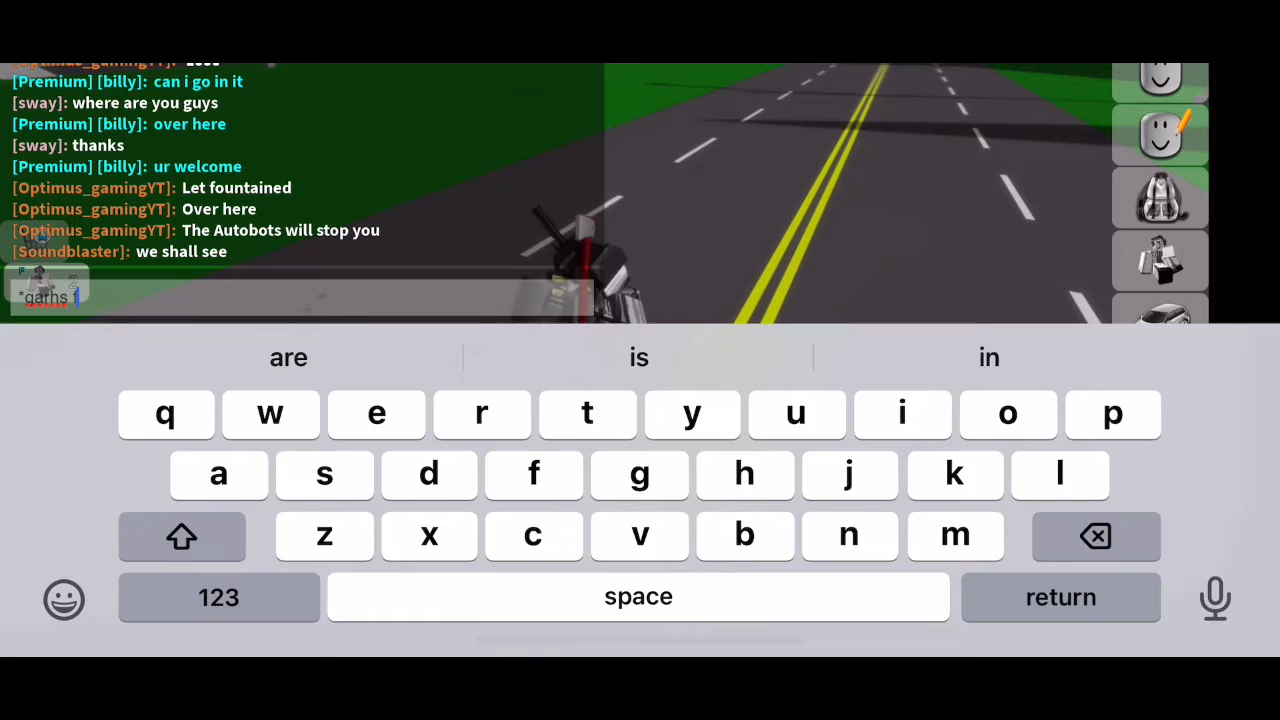 [Premium] [billy]: can i go in it
[sway]: where are you guys
[Premium] [billy]: over here
[sway]: thanks
[Premium] [billy]: ur welcome
[Optimus_gamingYT]: Let fountained
[Optimus_gamingYT]: Over here
[Optimus_gamingYT]: The Autobots will stop you
[Soundblaster]: we shall see
*garhs f
are is in
q w e r t y u i o p
a s d f g h j k l
z x c v b n m
123 space return